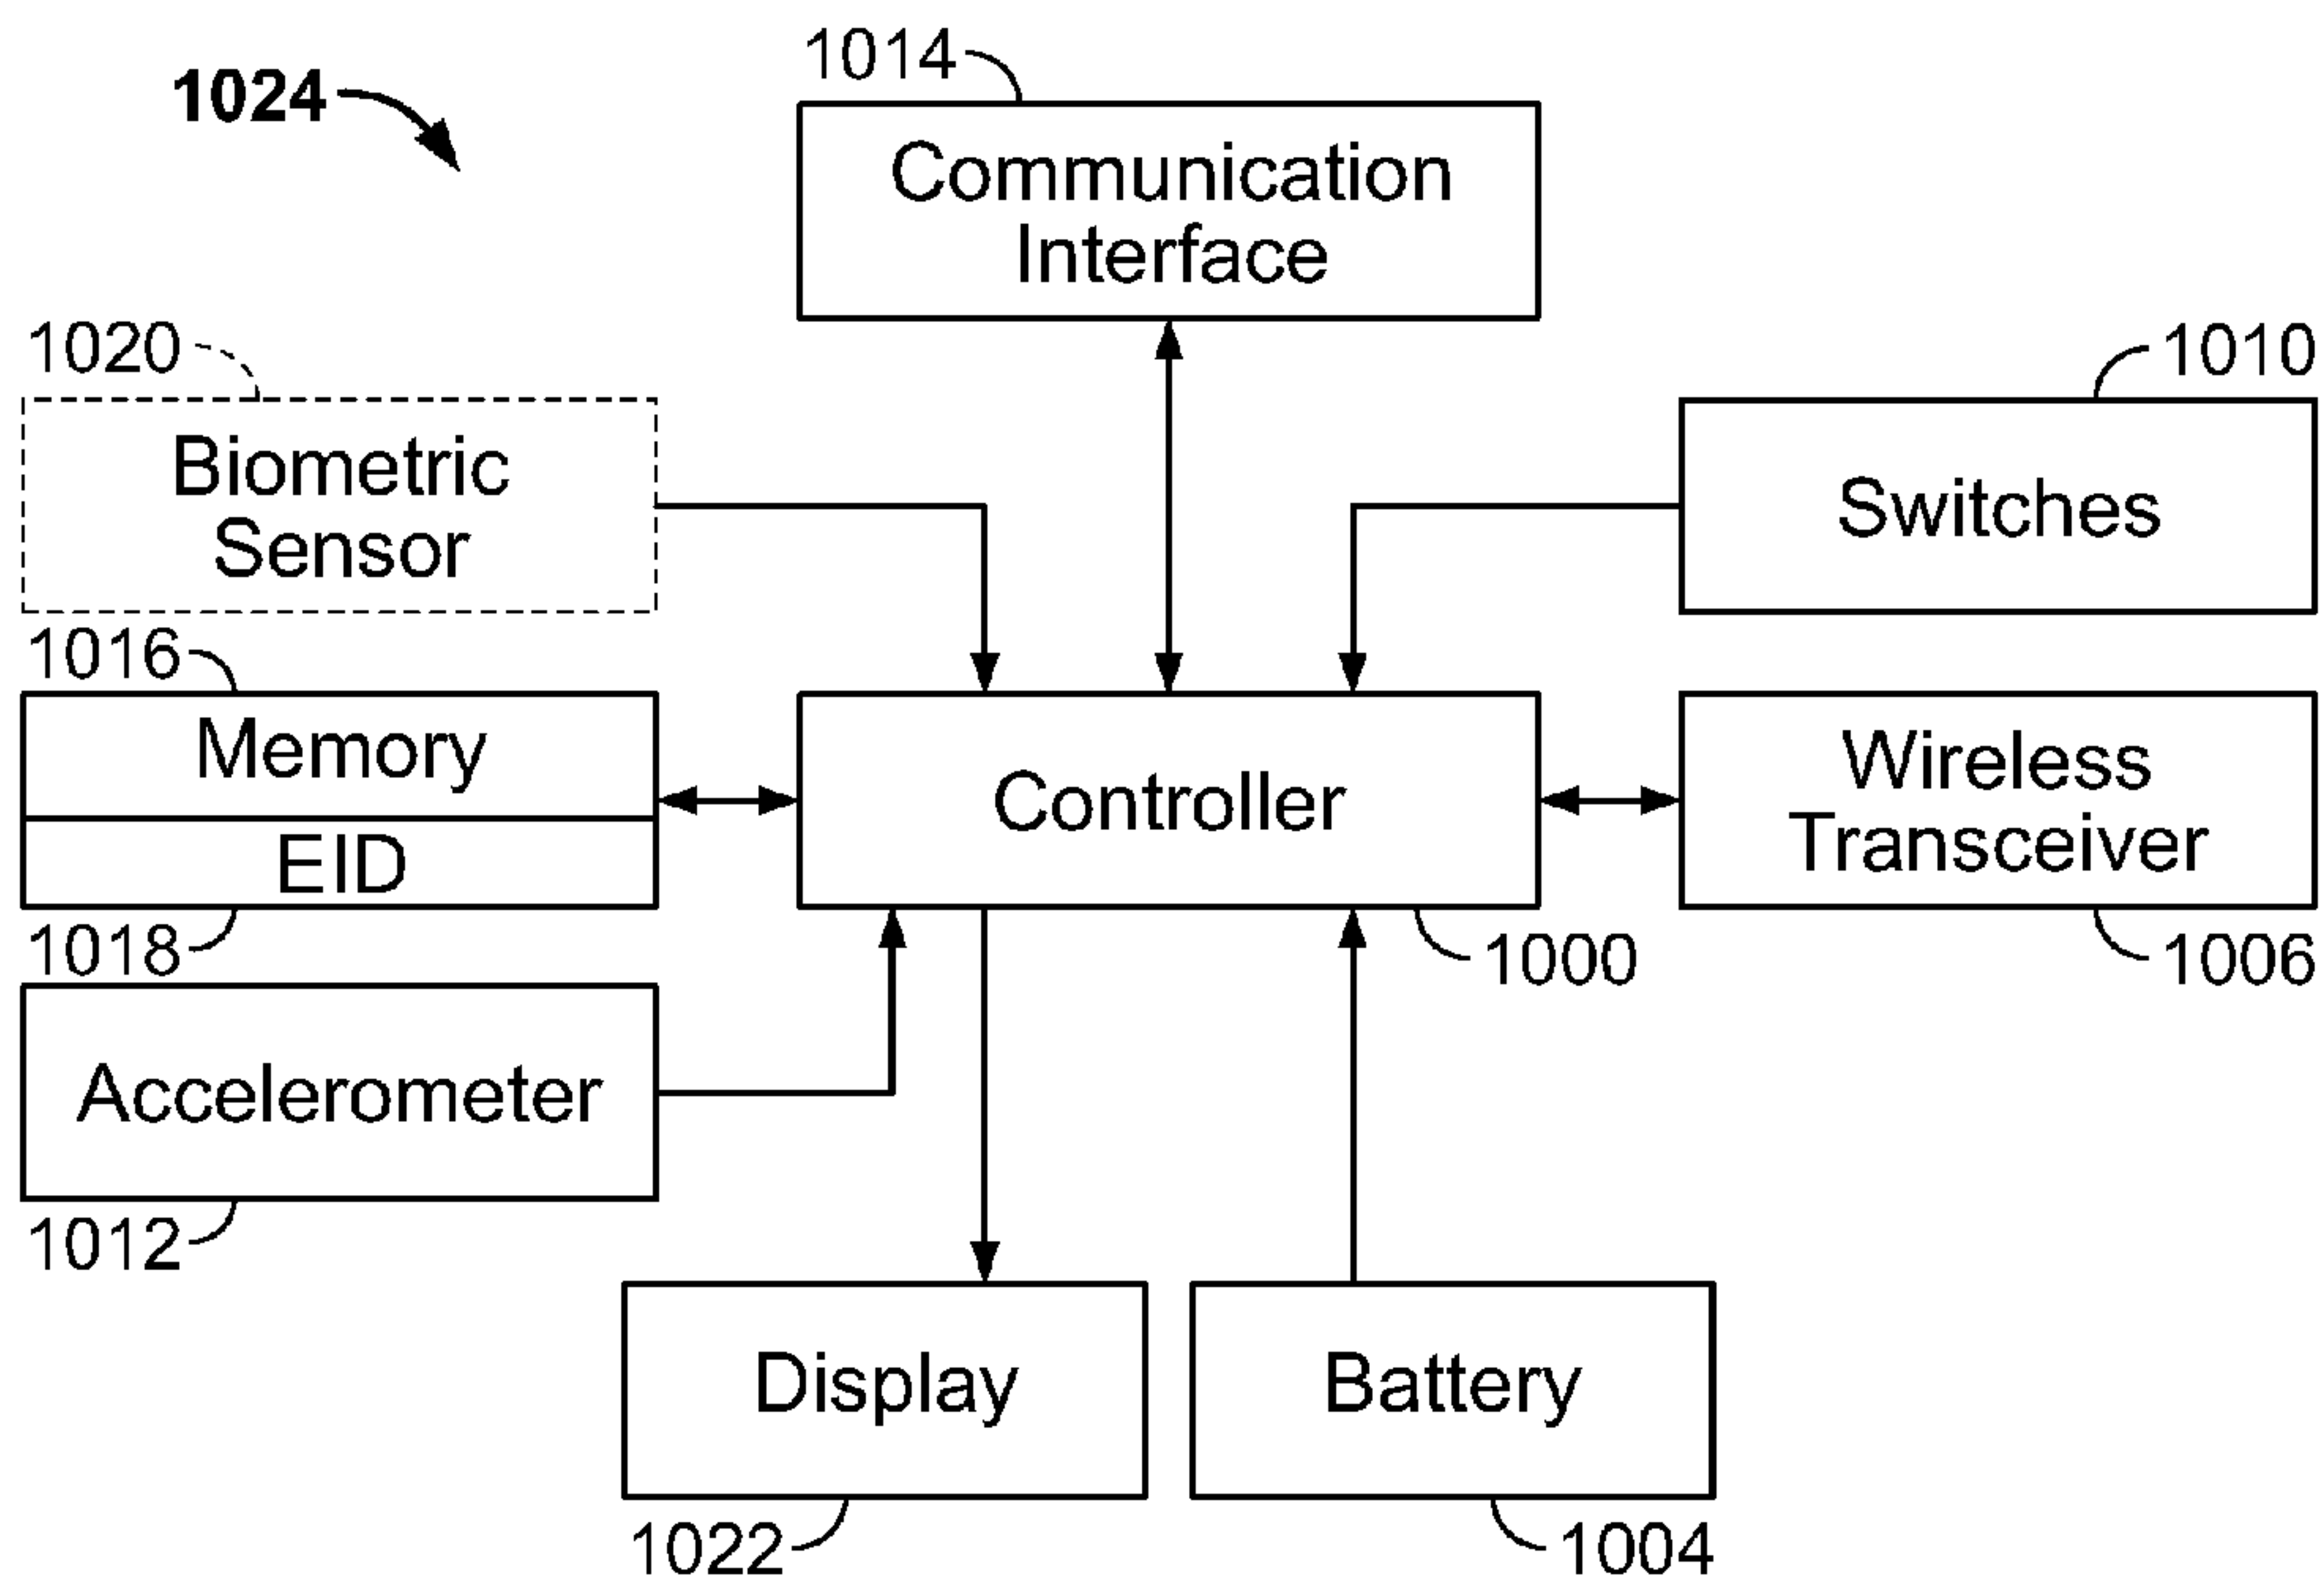 1014
1024
Communication
Interface
1020
1010
Biometric
Sensor
Switches
1016
Memory
EID
Controller
Wireless
Transceiver
1018
1000
1006
Accelerometer
1012
Display
Battery
1022
1004